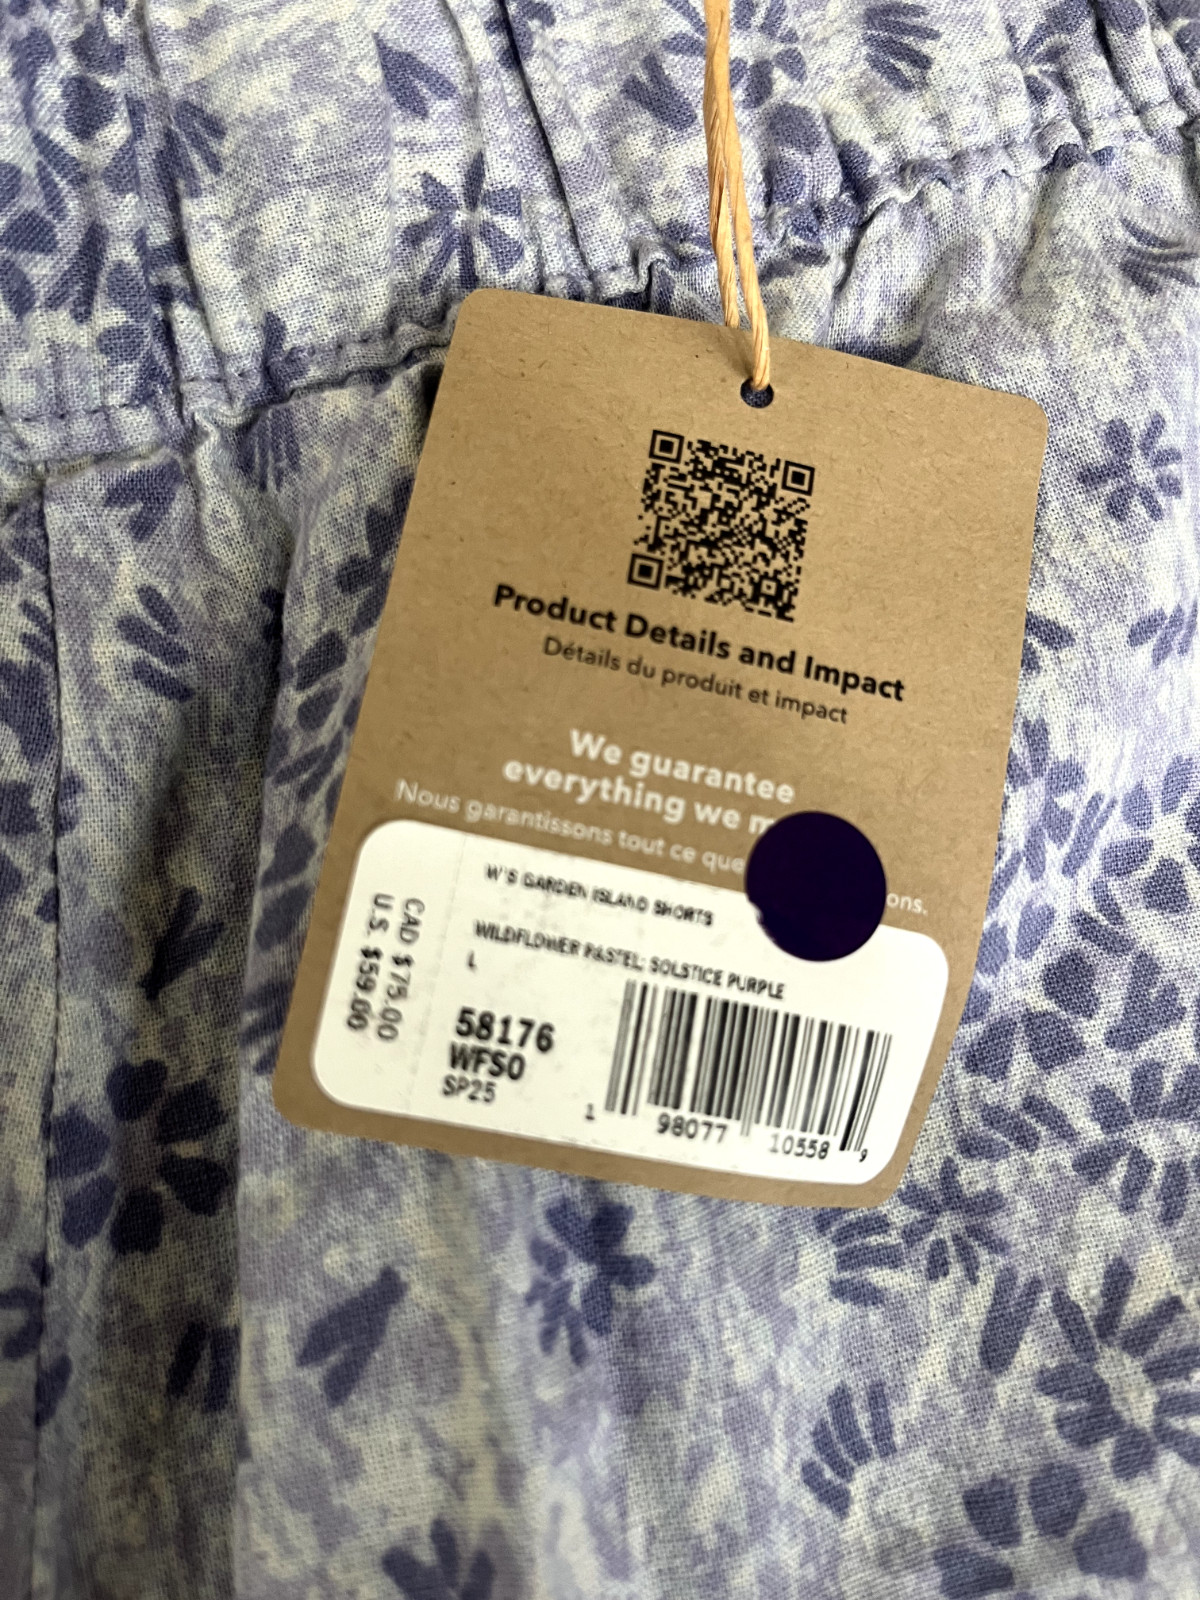 Product Details and Impact
Détails du produit et impact
We guarantee
everything we
Nous garantissons tout ce que ons.
W'S GARDEN ISLAND SHORTS
WILDFLOWER PASTEL: SOLSTICE PURPLE
L
58176
WFSO
SP25
CAD $75.00
U.S. $59.00
1 98077 10558 9